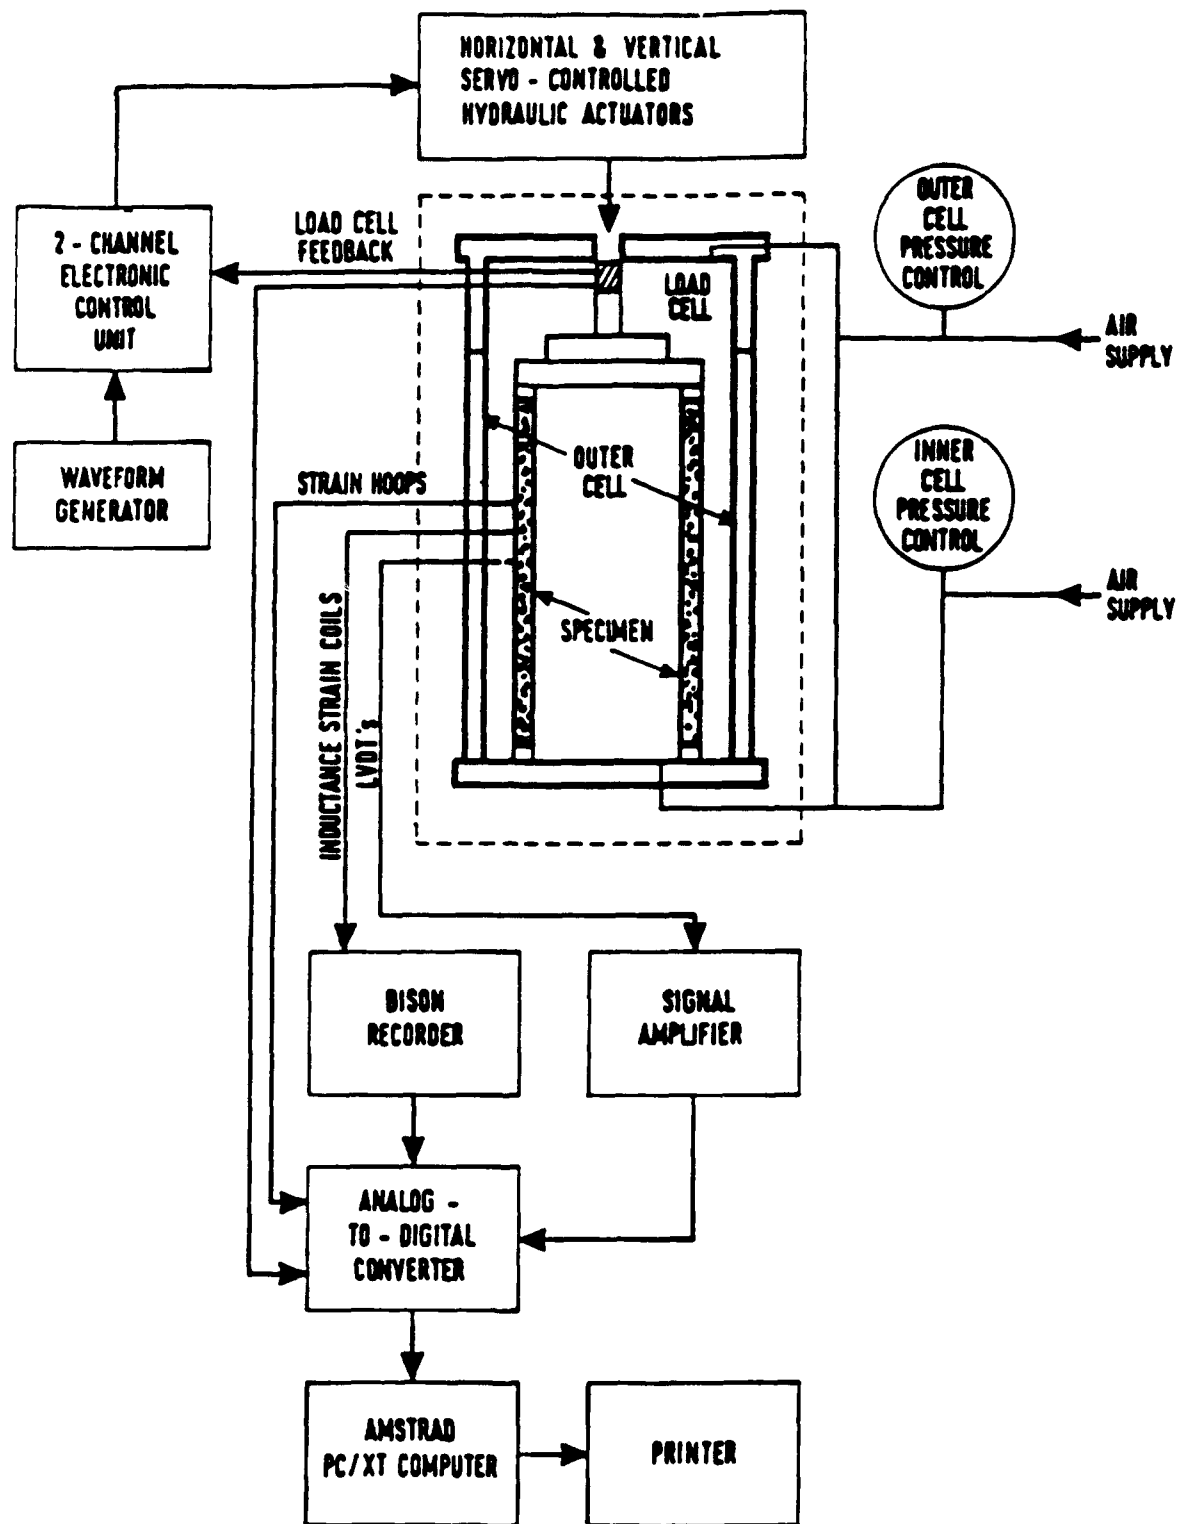 HORIZONTAL & VERTICAL
SERVO - CONTROLLED
HYDRAULIC ACTUATORS
2 - CHANNEL
ELECTRONIC
CONTROL
UNIT
LOAD CELL
FEEDBACK
LOAD
CELL
OUTER
CELL
PRESSURE
CONTROL
AIR
SUPPLY
WAVEFORM
GENERATOR
STRAIN HOOPS
OUTER
CELL
INNER
CELL
PRESSURE
CONTROL
AIR
SUPPLY
SPECIMEN
INDUCTANCE STRAIN COILS
LVDT's
BISON
RECORDER
SIGNAL
AMPLIFIER
ANALOG -
TO - DIGITAL
CONVERTER
AMSTRAD
PC/XT COMPUTER
PRINTER